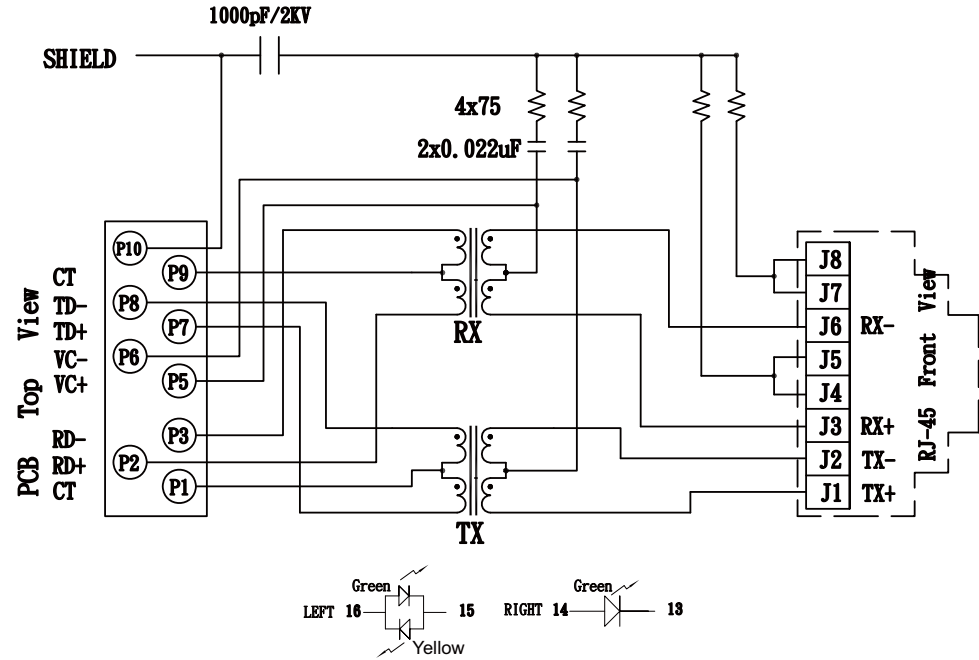 1000pF/2KV
SHIELD
4x75
2x0.022uF
P10
P9
P8
P7
P6
P5
P3
P2
P1
CT
TD-
TD+
VC-
VC+
RD-
RD+
CT
PCB Top View
RX
TX
J8
J7
J6 RX-
J5
J4
J3 RX+
J2 TX-
J1 TX+
RJ-45 Front View
Green
LEFT 16 15
Yellow
Green
RIGHT 14 13